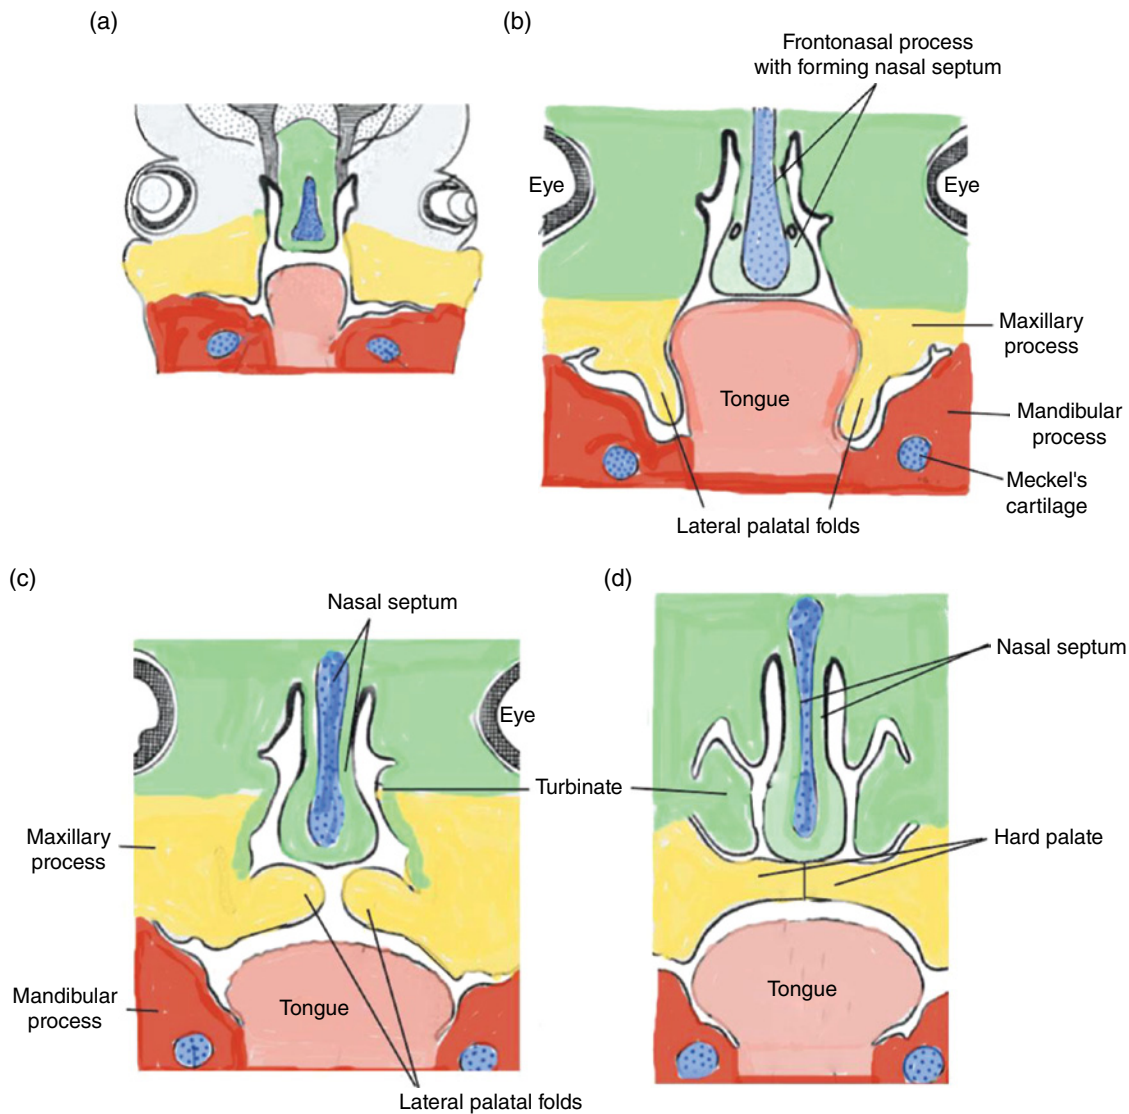 (a)
(b)
Frontonasal process
with forming nasal septum
Eye
Eye
Maxillary
process
Tongue
Mandibular
process
Meckel's
cartilage
Lateral palatal folds
(c)
(d)
Nasal septum
Nasal septum
Eye
Turbinate
Maxillary
process
Hard palate
Mandibular
process
Tongue
Tongue
Lateral palatal folds